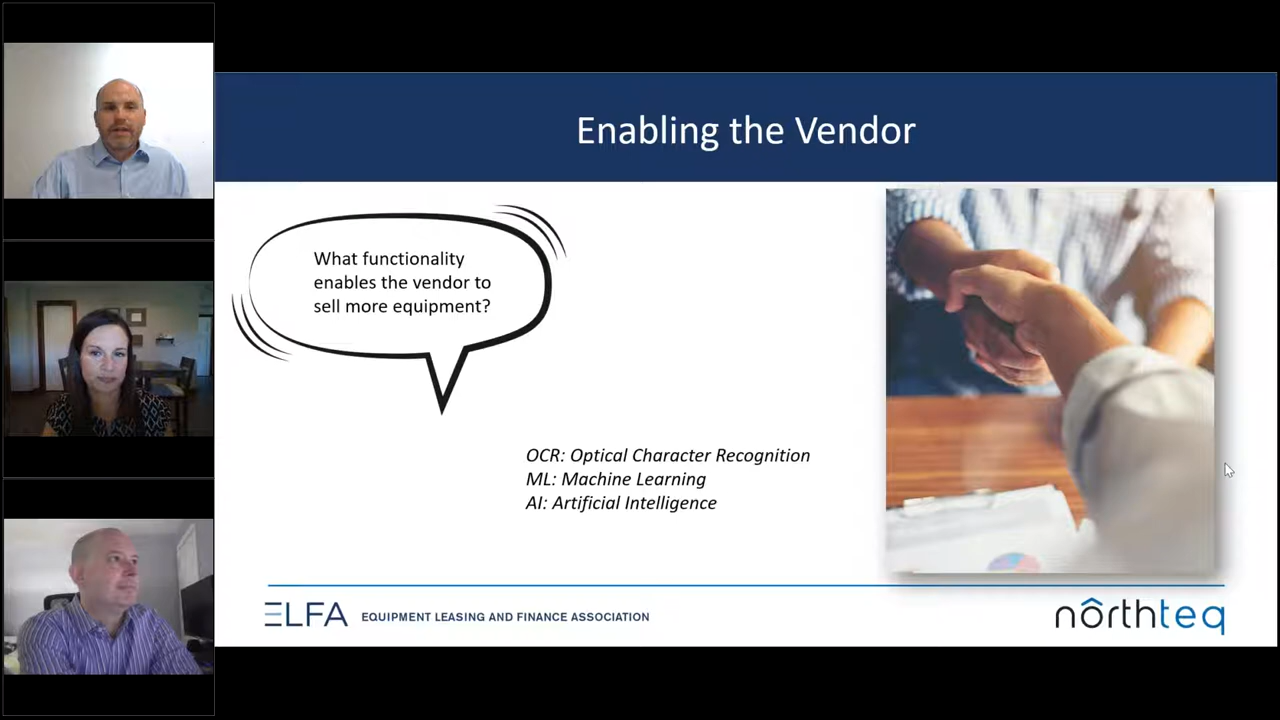 Enabling the Vendor
What functionality
enables the vendor to
sell more equipment?
OCR: Optical Character Recognition
ML: Machine Learning
AI: Artificial Intelligence
ELFA EQUIPMENT LEASING AND FINANCE ASSOCIATION
nôrthteq